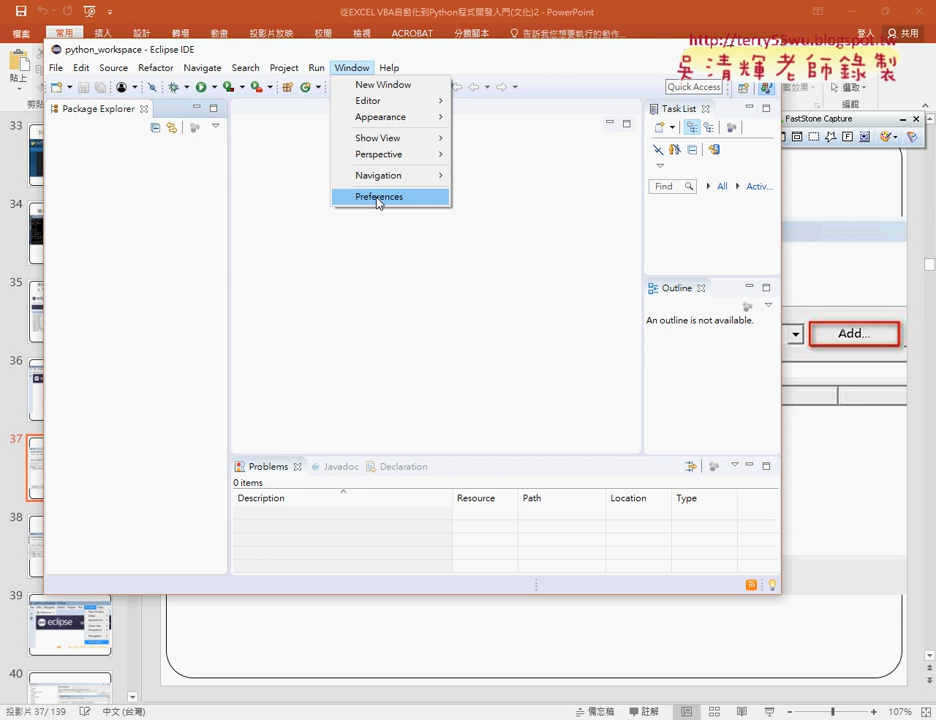 從EXCEL VBA自動化到Python程式開發入門(文化)2 - PowerPoint
檔案 常用 插入 設計 轉場 動畫 投影片放映 校閱 檢視 ACROBAT 分鏡腳本 告訴我您想要執行的動作... 登入 共用
http://terry55wu.blogspot.tw
吳清輝老師錄製
貼上
選取
編輯
python_workspace - Eclipse IDE
File Edit Source Refactor Navigate Search Project Run Window Help
Quick Access
FastStone Capture
New Window
Editor
Appearance
Show View
Perspective
Navigation
Preferences
Package Explorer
Task List
Find All Activ...
Outline
An outline is not available.
Add...
Problems Javadoc Declaration
0 items
Description Resource Path Location Type
33
34
35
36
37
38
39
eclipse
40
投影片 37/ 139 中文 (台灣) 備忘稿 註解 107%